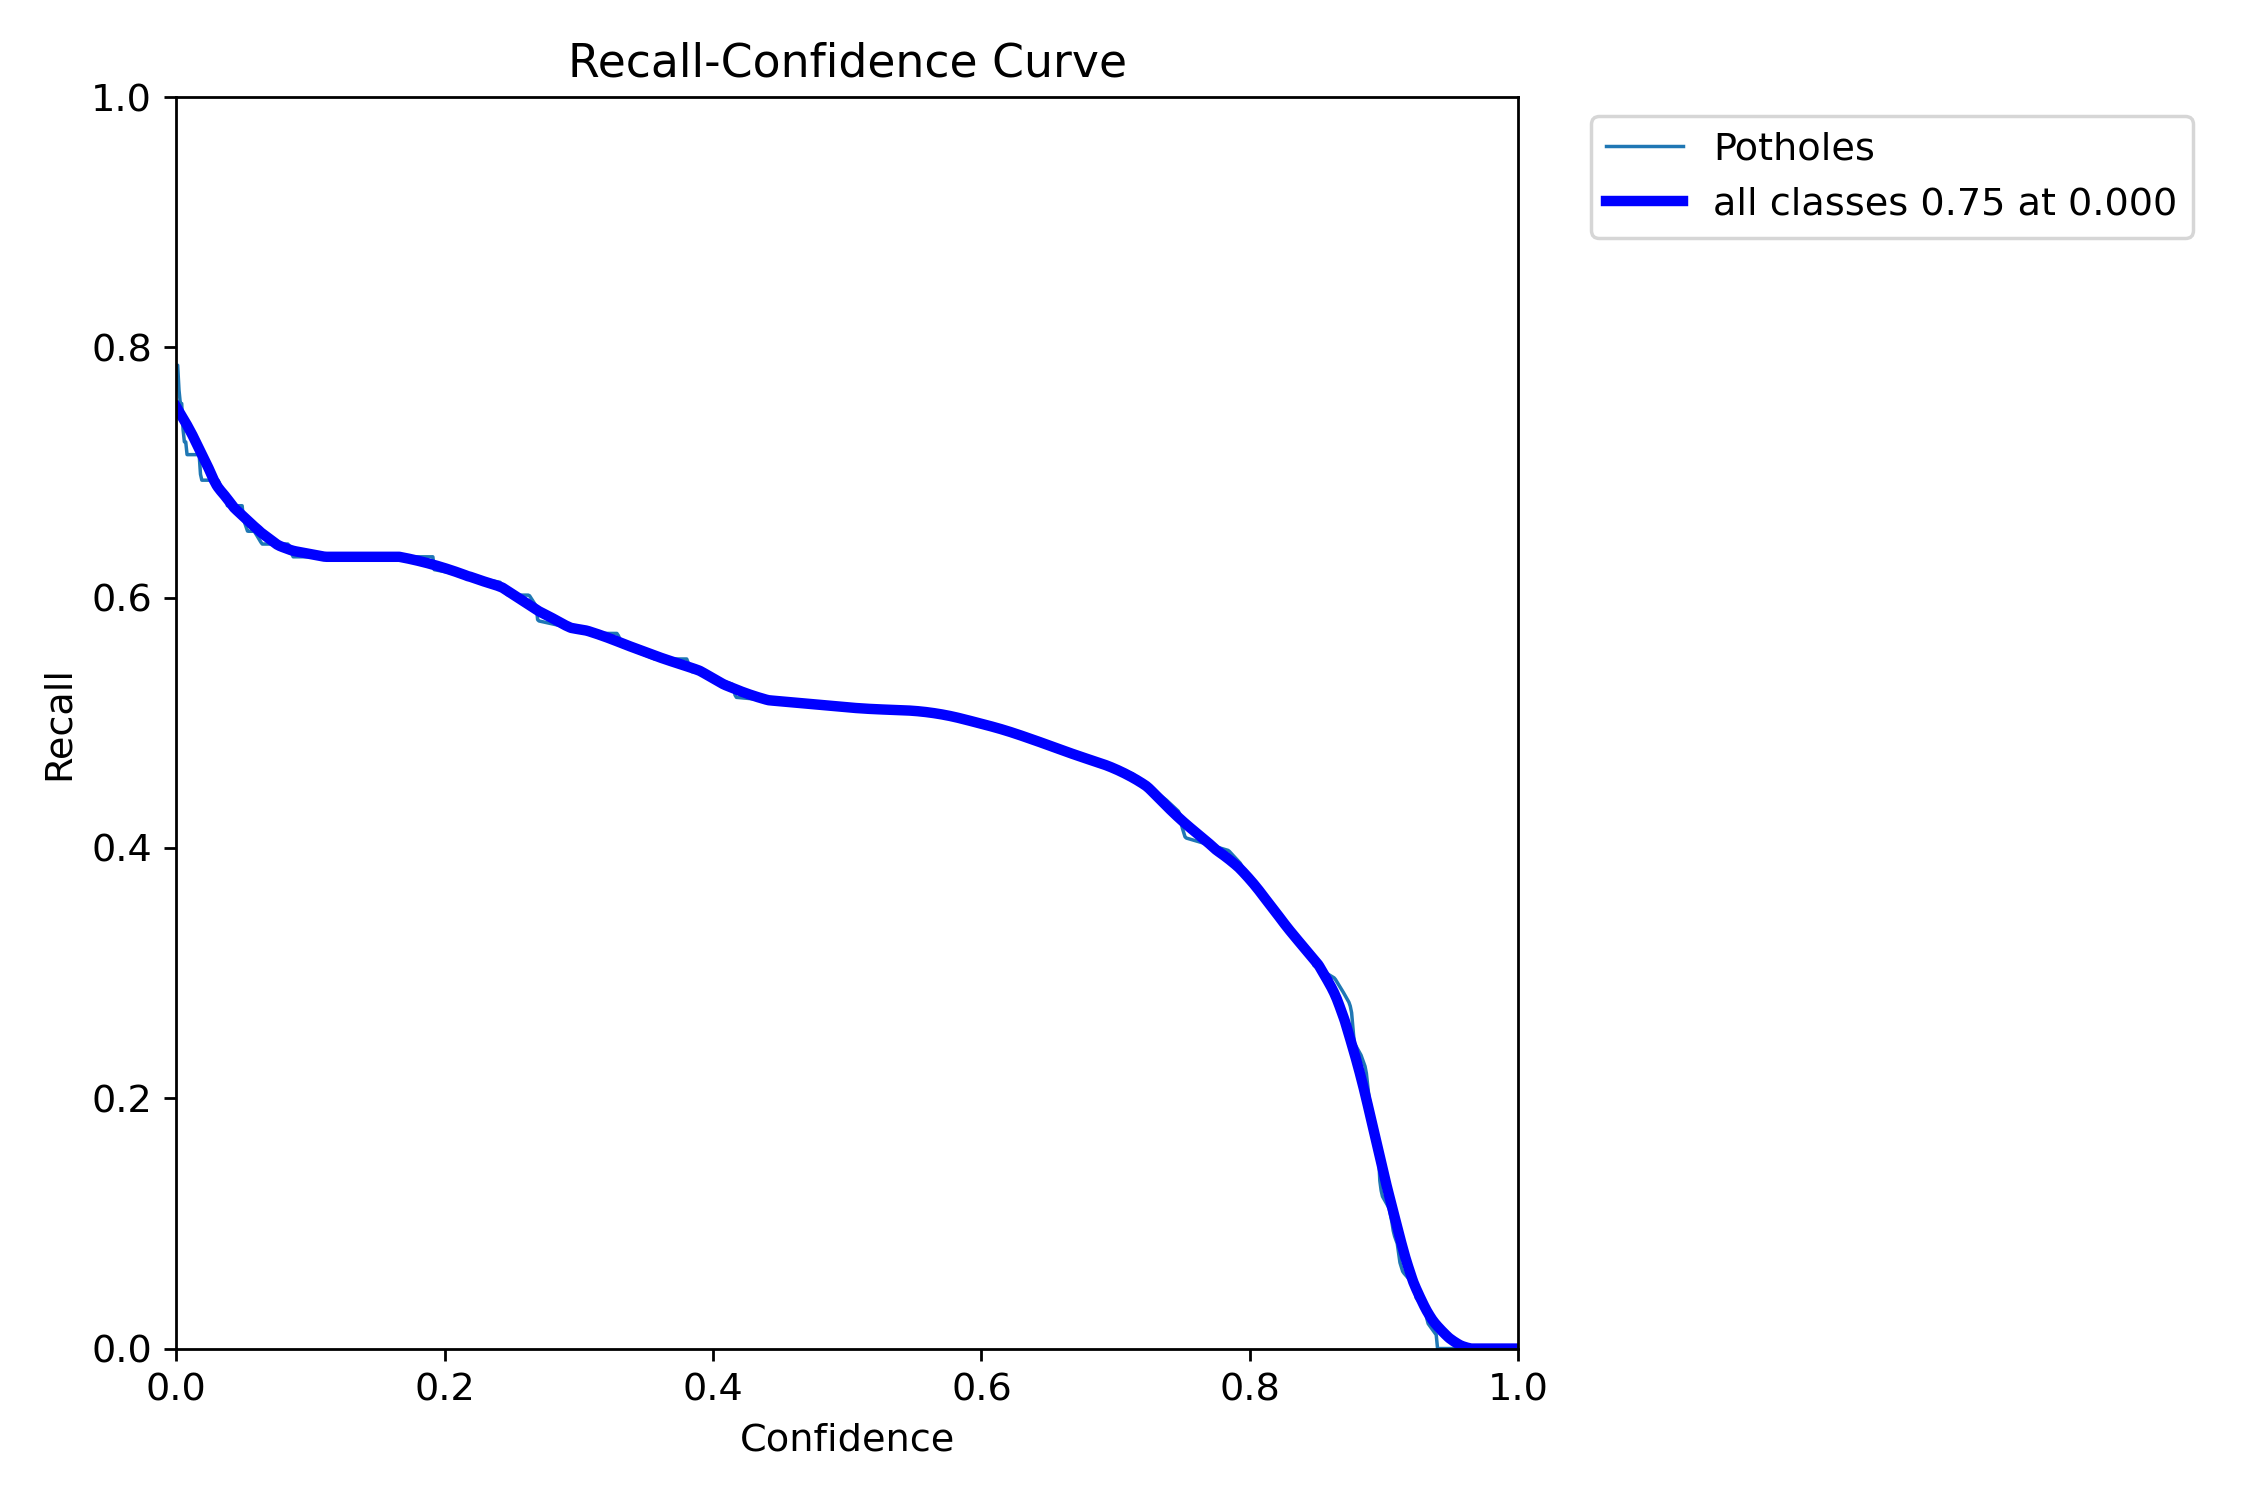 Recall-Confidence Curve
1.0
0.8
0.6
0.4
0.2
0.0
Recall
0.0 0.2 0.4 0.6 0.8 1.0
Confidence
Potholes
all classes 0.75 at 0.000